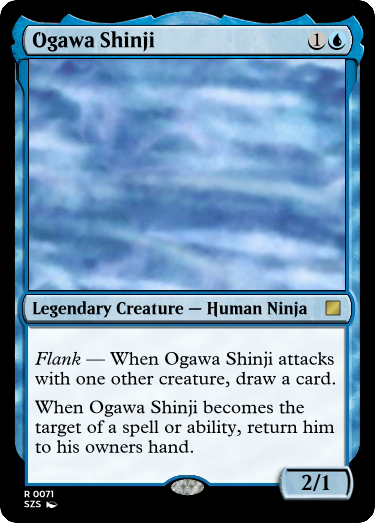 Ogawa Shinji 1
Legendary Creature — Human Ninja
Flank — When Ogawa Shinji attacks
with one other creature, draw a card.
When Ogawa Shinji becomes the
target of a spell or ability, return him
to his owners hand.
2/1
R 0071
SZS